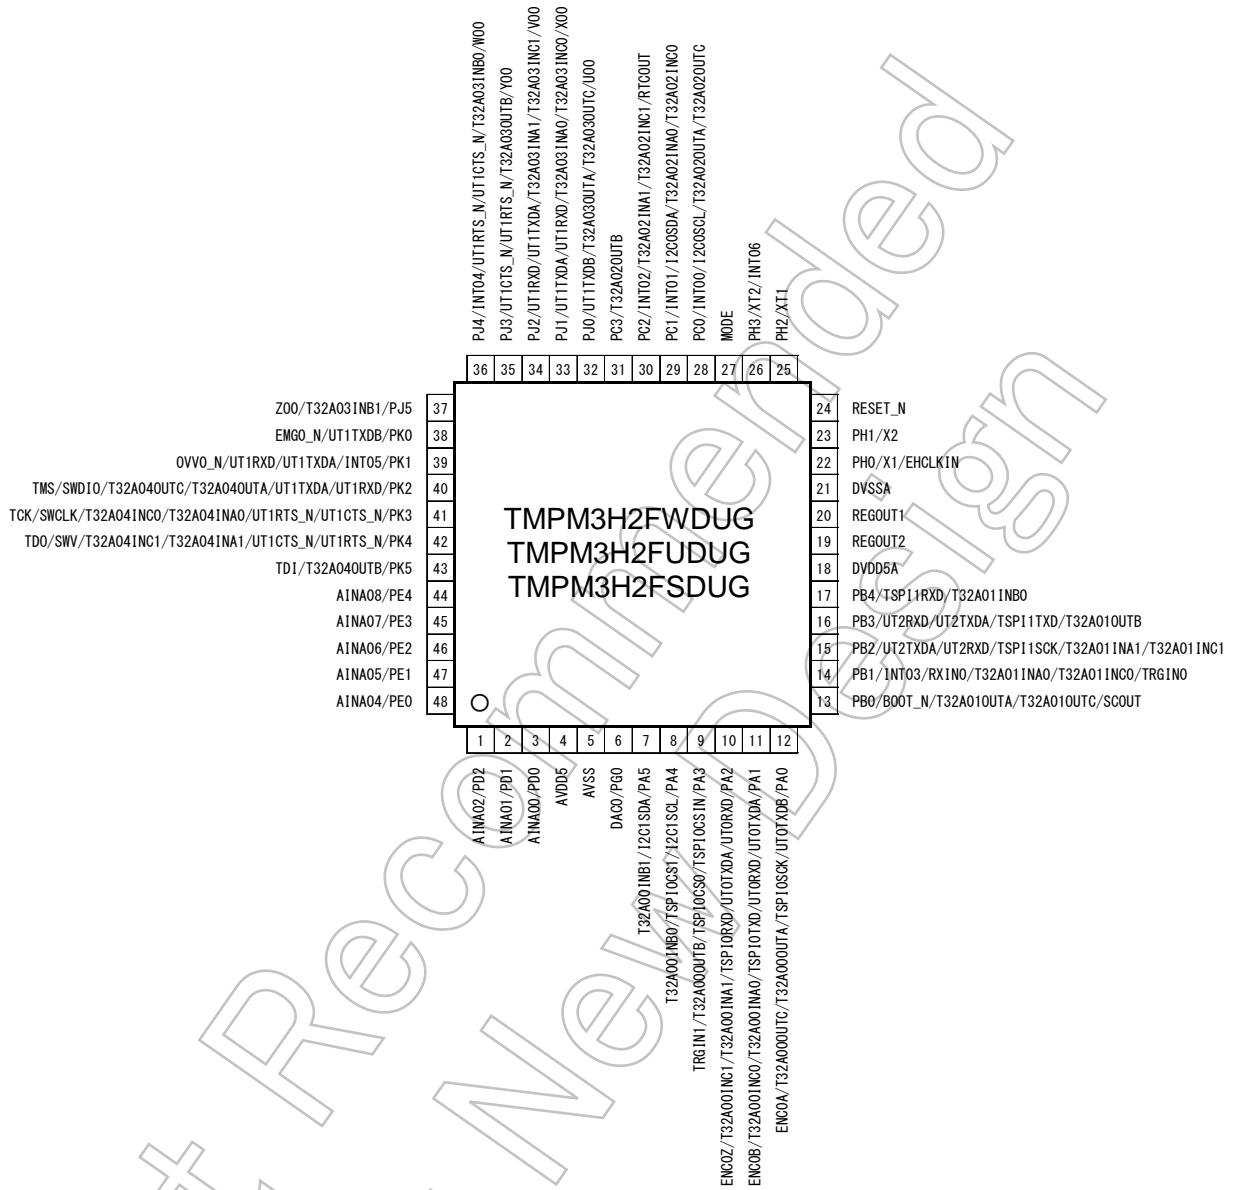 PJ4/INT04/UT1RTS_N/UT1CTS_N/T32A03INB0/WO0
PJ3/UT1CTS_N/UT1RTS_N/T32A03OUTB/YO0
PJ2/UT1RXD/UT1TXDA/T32A03INA1/T32A03INC1/VO0
PJ1/UT1TXDA/UT1RXD/T32A03INA0/T32A03INC0/XO0
PJ0/UT1TXDB/T32A03OUTA/T32A03OUTC/UO0
PC3/T32A02OUTB
PC2/INT02/T32A02INA1/T32A02INC1/RTCOUT
PC1/INT01/I2C0SDA/T32A02INA0/T32A02INC0
PC0/INT00/I2C0SCL/T32A02OUTA/T32A02OUTC
MODE
PH3/XT2/INT06
PH2/XT1
36 35 34 33 32 31 30 29 28 27 26 25
ZO0/T32A03INB1/PJ5 37
EMG0_N/UT1TXDB/PK0 38
OVV0_N/UT1RXD/UT1TXDA/INT05/PK1 39
TMS/SWDIO/T32A04OUTC/T32A04OUTA/UT1TXDA/UT1RXD/PK2 40
TCK/SWCLK/T32A04INC0/T32A04INA0/UT1RTS_N/UT1CTS_N/PK3 41
TDO/SWV/T32A04INC1/T32A04INA1/UT1CTS_N/UT1RTS_N/PK4 42
TDI/T32A04OUTB/PK5 43
AINA08/PE4 44
AINA07/PE3 45
AINA06/PE2 46
AINA05/PE1 47
AINA04/PE0 48
TMPM3H2FWDUG
TMPM3H2FUDUG
TMPM3H2FSDUG
24 RESET_N
23 PH1/X2
22 PH0/X1/EHCLKIN
21 DVSSA
20 REGOUT1
19 REGOUT2
18 DVDD5A
17 PB4/TSPI1RXD/T32A01INB0
16 PB3/UT2RXD/UT2TXDA/TSPI1TXD/T32A01OUTB
15 PB2/UT2TXDA/UT2RXD/TSPI1SCK/T32A01INA1/T32A01INC1
14 PB1/INT03/RXIN0/T32A01INA0/T32A01INC0/TRGIN0
13 PB0/BOOT_N/T32A01OUTA/T32A01OUTC/SCOUT
1 2 3 4 5 6 7 8 9 10 11 12
AINA02/PD2
AINA01/PD1
AINA00/PD0
AVDD5
AVSS
DAC0/PG0
T32A00INB1/I2C1SDA/PA5
T32A00INB0/TSPI0CS1/I2C1SCL/PA4
TRGIN1/T32A00OUTB/TSPI0CS0/TSPI0CSIN/PA3
ENC0Z/T32A00INC1/T32A00INA1/TSPI0RXD/UT0TXDA/UT0RXD/PA2
ENC0B/T32A00INC0/T32A00INA0/TSPI0TXD/UT0RXD/UT0TXDA/PA1
ENC0A/T32A00OUTC/T32A00OUTA/TSPI0SCK/UT0TXDB/PA0
t Recommended
New Design